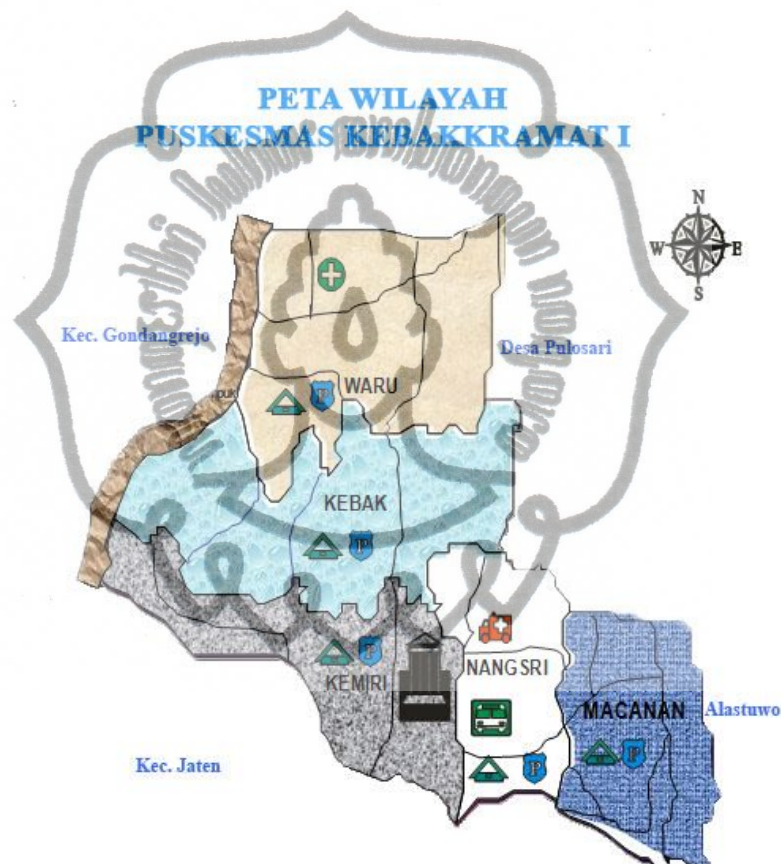 PETA WILAYAH
PUSKESMAS KEBAKKRAMAT I
N
W E
S
Kec. Gondangrejo
Desa Pulosari
WARU
P
KEBAK
P
KEMIRI
P
NANGSRI
MACANAN
Alastuwo
P
P
Kec. Jaten